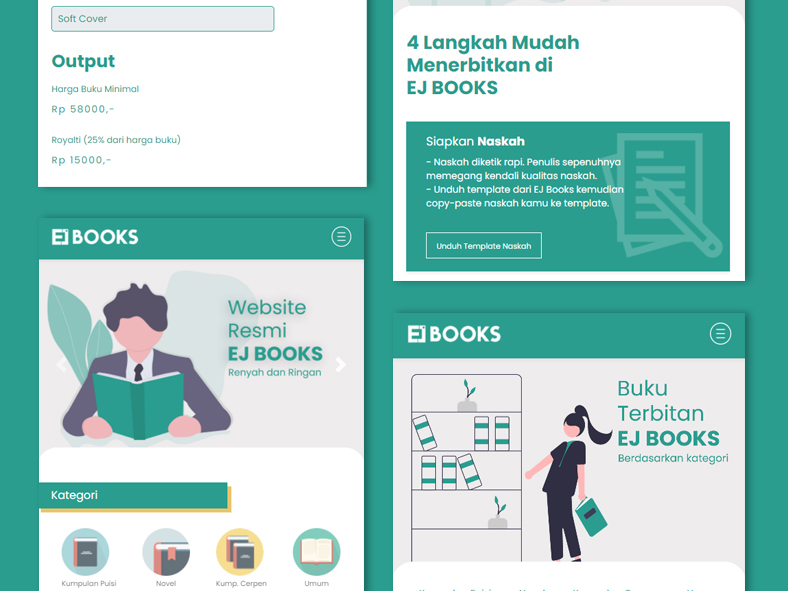 Soft Cover
Output
Harga Buku Minimal
Rp 58000,-
Royalti (25% dari harga buku)
Rp 15000,-
EJ BOOKS
Website
Resmi
EJ BOOKS
Renyah dan Ringan
Kategori
Kumpulan Puisi
Novel
Kump. Cerpen
Umum
4 Langkah Mudah
Menerbitkan di
EJ BOOKS
Siapkan Naskah
- Naskah diketik rapi. Penulis sepenuhnya
memegang kendali kualitas naskah.
- Unduh template dari EJ Books kemudian
copy-paste naskah kamu ke template.
Unduh Template Naskah
EJ BOOKS
Buku
Terbitan
EJ BOOKS
Berdasarkan kategori